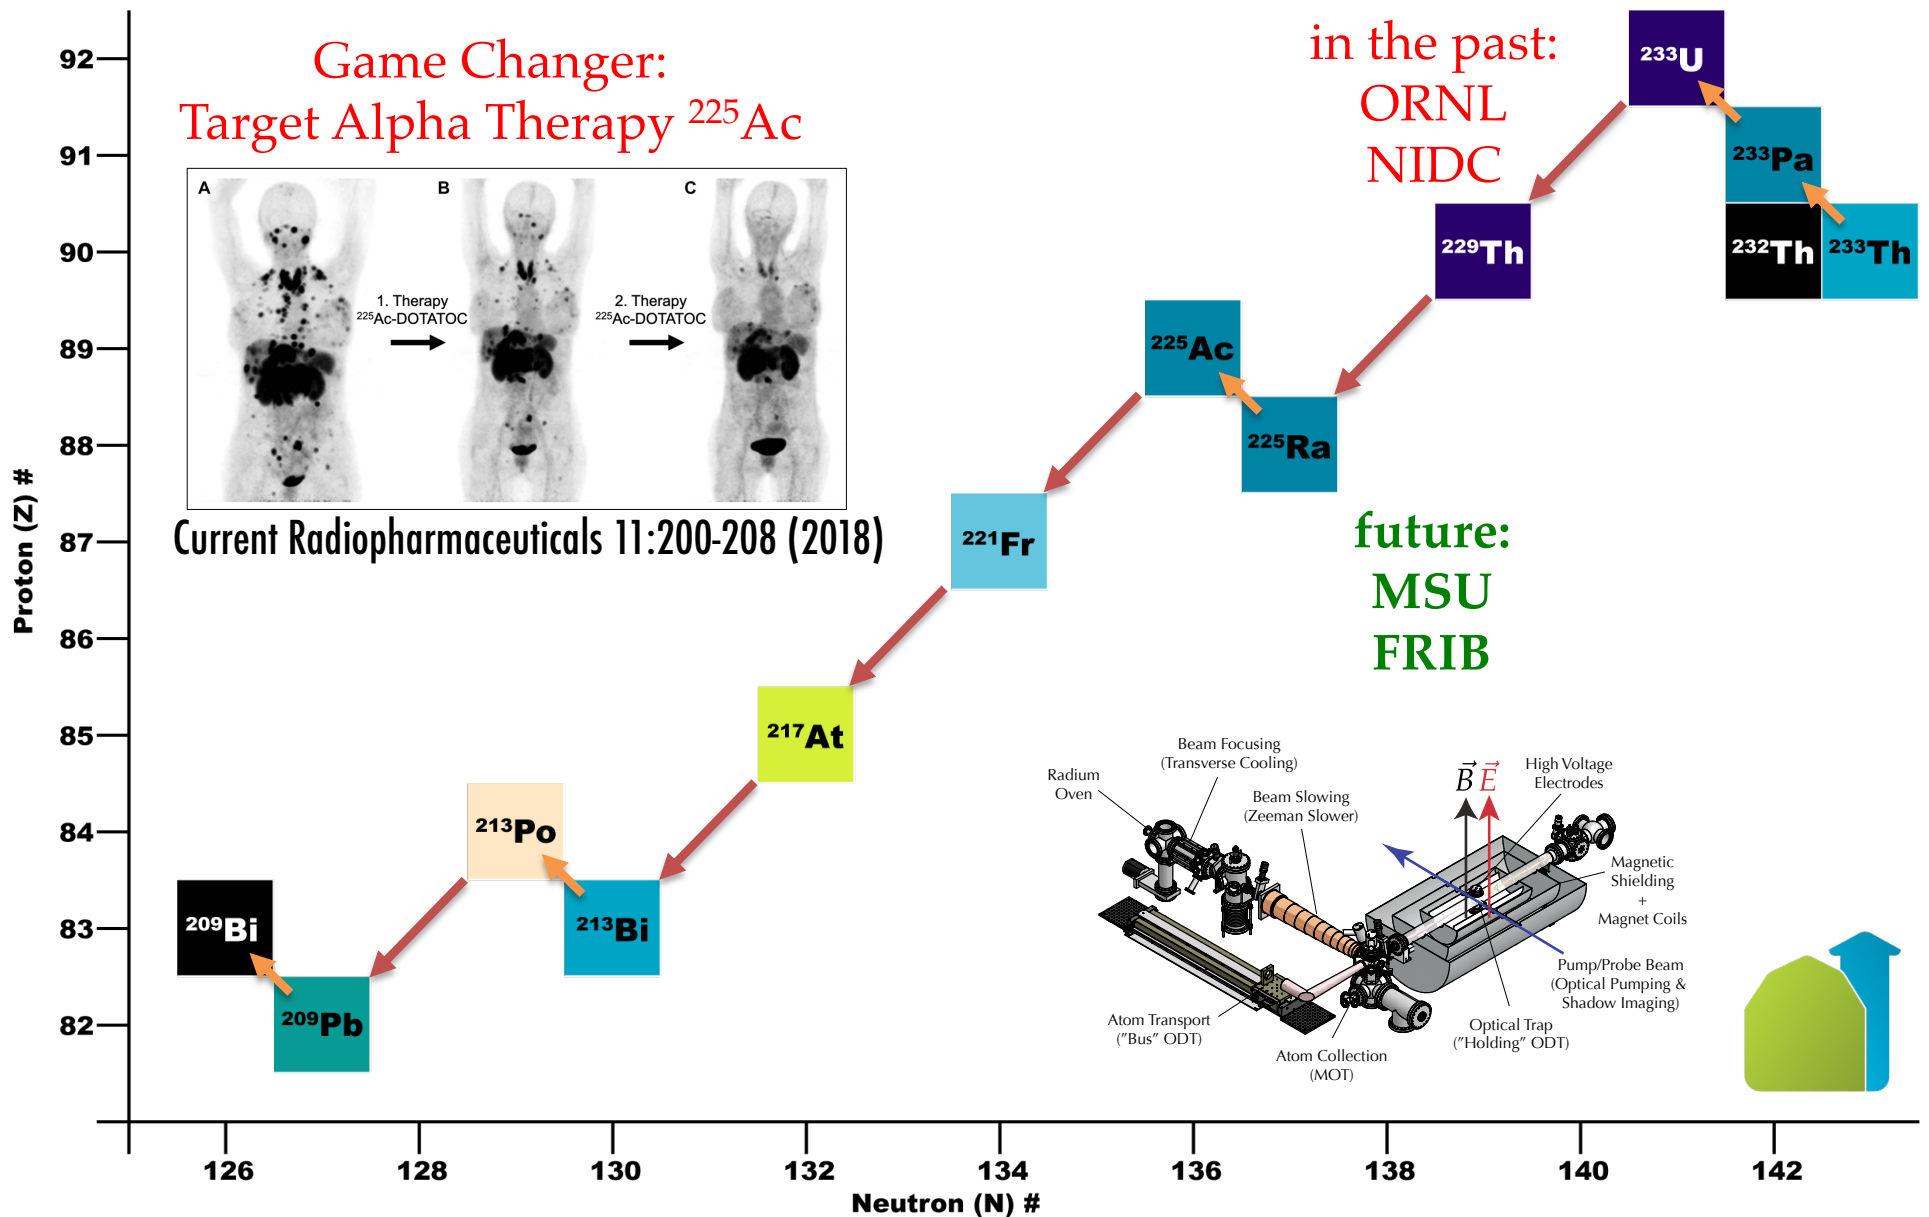 Game Changer:
Target Alpha Therapy ²²⁵Ac
A
B
C
1. Therapy
²²⁵Ac-DOTATOC
2. Therapy
²²⁵Ac-DOTATOC
Current Radiopharmaceuticals 11:200-208 (2018)
in the past:
ORNL
NIDC
future:
MSU
FRIB
²³³U
²³³Pa
²³²Th
²³³Th
²²⁹Th
²²⁵Ac
²²⁵Ra
²²¹Fr
²¹⁷At
²¹³Po
²¹³Bi
²⁰⁹Bi
²⁰⁹Pb
Proton (Z) #
92
91
90
89
88
87
86
85
84
83
82
126
128
130
132
134
136
138
140
142
Neutron (N) #
Radium
Oven
Beam Focusing
(Transverse Cooling)
Beam Slowing
(Zeeman Slower)
B⃗ E⃗
High Voltage
Electrodes
Magnetic
Shielding
+
Magnet Coils
Pump/Probe Beam
(Optical Pumping &
Shadow Imaging)
Optical Trap
("Holding" ODT)
Atom Collection
(MOT)
Atom Transport
("Bus" ODT)